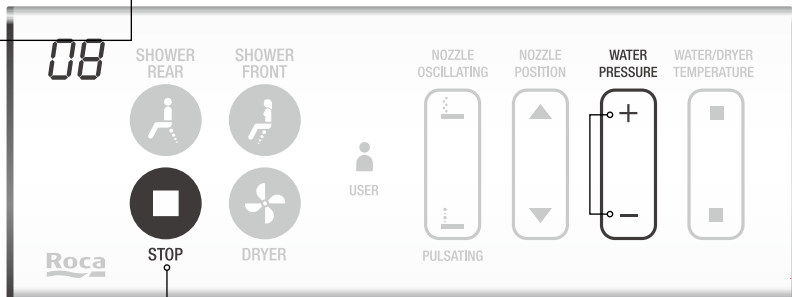 08
SHOWER
REAR
SHOWER
FRONT
NOZZLE
OSCILLATING
NOZZLE
POSITION
WATER
PRESSURE
WATER/DRYER
TEMPERATURE
+
USER
−
STOP
DRYER
PULSATING
Roca